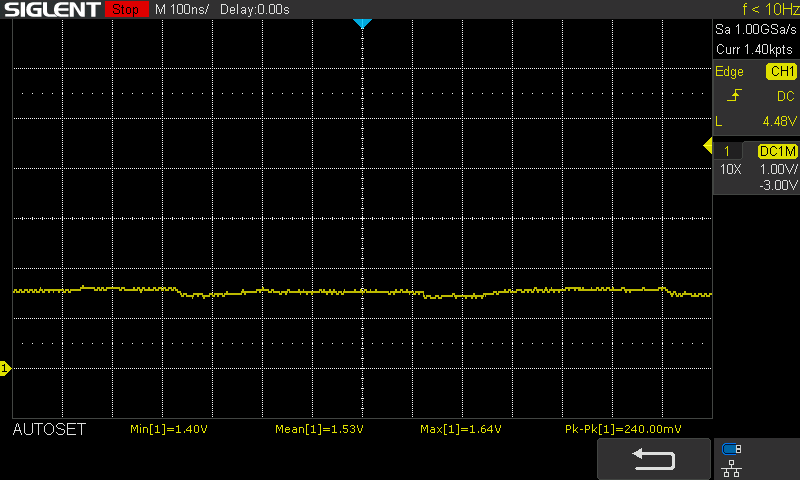 SIGLENT Stop M 100ns/ Delay:0.00s f < 10Hz
Sa 1.00GSa/s
Curr 1.40kpts
Edge CH1
DC
L 4.48V
1 DC1M
10X 1.00V/
-3.00V
1
AUTOSET Min[1]=1.40V Mean[1]=1.53V Max[1]=1.64V Pk-Pk[1]=240.00mV